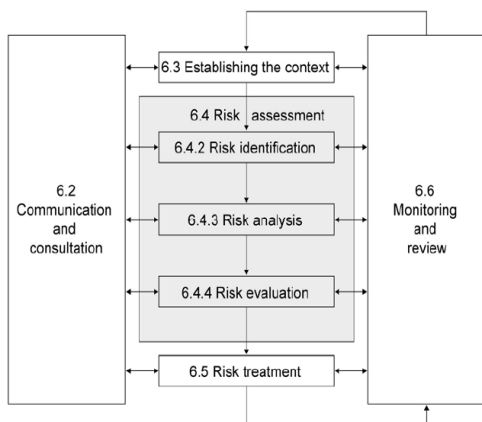 6.3 Establishing the context
6.4 Risk assessment
6.4.2 Risk identification
6.2
Communication
and
consultation
6.4.3 Risk analysis
6.6
Monitoring
and
review
6.4.4 Risk evaluation
6.5 Risk treatment